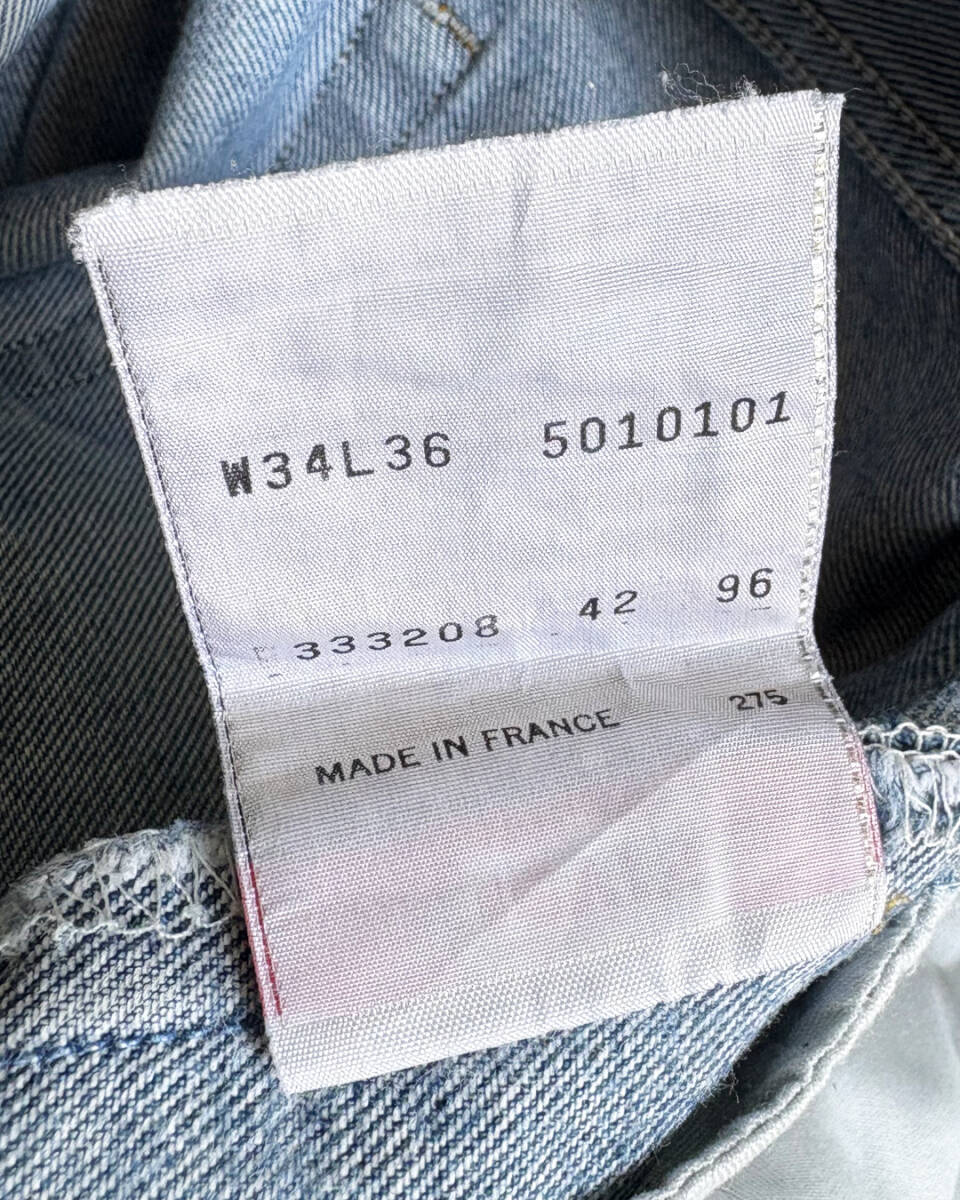 W34L36 5010101
333208 42 96
275
MADE IN FRANCE